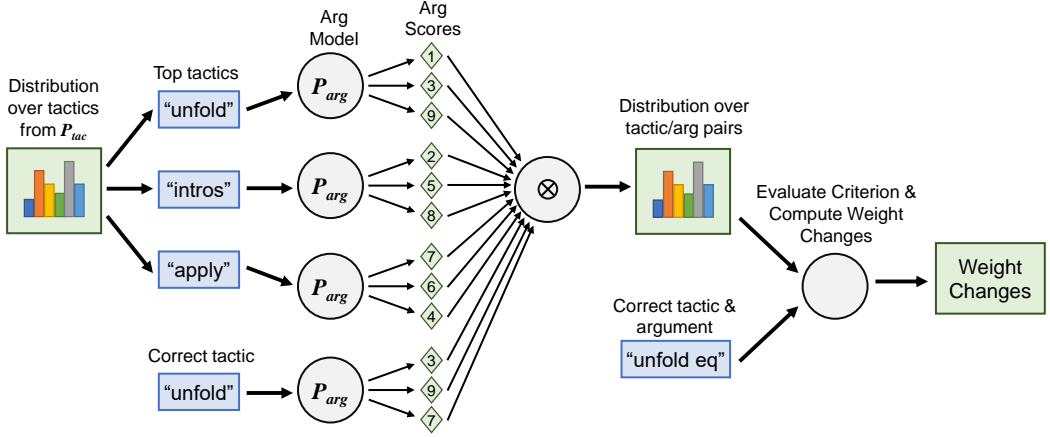 Distribution
over tactics
from P_tac
Top tactics
“unfold”
“intros”
“apply”
Correct tactic
“unfold”
Arg
Model
P_arg
P_arg
P_arg
P_arg
Arg
Scores
1
3
9
2
5
8
7
6
4
3
9
7
⊗
Distribution over
tactic/arg pairs
Correct tactic &
argument
“unfold eq”
Evaluate Criterion &
Compute Weight
Changes
Weight
Changes